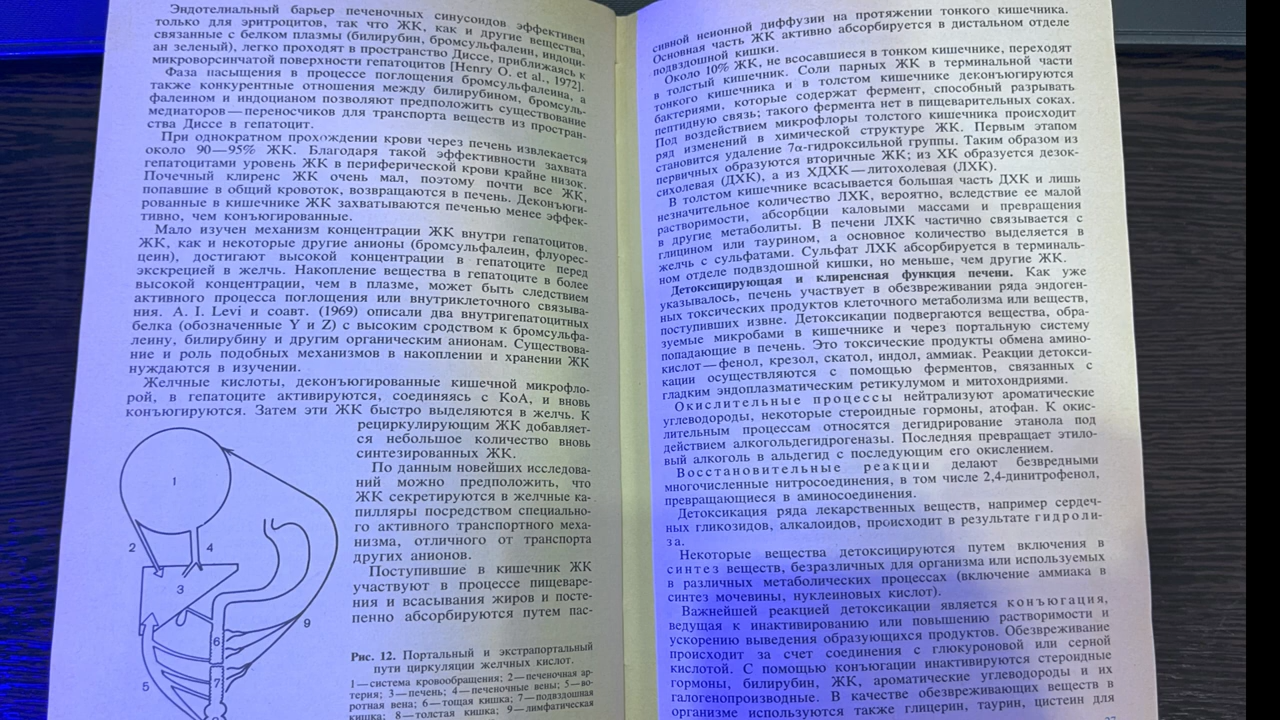 Эндотелиальный барьер печеночных синусоидов эффективен
только для эритроцитов, так что ЖК, как и другие вещества,
связанные с белком плазмы (билирубин, бромсульфалеин, индоци-
ан зеленый), легко проходят в пространство Диссе, приближаясь к
микроворсинчатой поверхности гепатоцитов [Henry O. et al., 1972].
Фаза насыщения в процессе поглощения бромсульфалеина, а
также конкурентные отношения между билирубином, бромсуль-
фалеином и индоцианом позволяют предположить существование
медиаторов — переносчиков для транспорта веществ из простран-
ства Диссе в гепатоцит.
При однократном прохождении крови через печень извлекается
около 90—95% ЖК. Благодаря такой эффективности захвата
гепатоцитами уровень ЖК в периферической крови крайне низок.
Почечный клиренс ЖК очень мал, поэтому почти все ЖК,
попавшие в общий кровоток, возвращаются в печень. Деконъюги-
рованные в кишечнике ЖК захватываются печенью менее эффек-
тивно, чем конъюгированные.
Мало изучен механизм концентрации ЖК внутри гепатоцитов.
ЖК, как и некоторые другие анионы (бромсульфалеин, флуорес-
цеин), достигают высокой концентрации в гепатоците перед
экскрецией в желчь. Накопление вещества в гепатоците в более
высокой концентрации, чем в плазме, может быть следствием
активного процесса поглощения или внутриклеточного связыва-
ния. A. I. Levi и соавт. (1969) описали два внутригепатоцитных
белка (обозначенные Y и Z) с высоким сродством к бромсульфа-
леину, билирубину и другим органическим анионам. Существова-
ние и роль подобных механизмов в накоплении и хранении ЖК
нуждаются в изучении.
Желчные кислоты, деконъюгированные кишечной микрофло-
рой, в гепатоците активируются, соединяясь с КоА, и вновь
конъюгируются. Затем эти ЖК быстро выделяются в желчь. К
рециркулирующим ЖК добавляет-
ся небольшое количество вновь
синтезированных ЖК.
По данным новейших исследова-
ний можно предположить, что
ЖК секретируются в желчные ка-
пилляры посредством специально-
го активного транспортного меха-
низма, отличного от транспорта
других анионов.
Поступившие в кишечник ЖК
участвуют в процессе пищеваре-
ния и всасывания жиров и посте-
пенно абсорбируются путем пас-
1
2
4
3
6
9
5
7
Рис. 12. Портальный и экстрапортальный
пути циркуляции желчных кислот.
1 — система кровообращения; 2 — печеночная ар-
терия; 3 — печень; 4 — печеночные вены; 5 — во-
ротная вена; 6 — тощая кишка; 7 — подвздошная
кишка; 8 — толстая кишка; 9 — лимфатическая
сивной неионной диффузии на протяжении тонкого кишечника.
Основная часть ЖК активно абсорбируется в дистальном отделе
подвздошной кишки.
Около 10% ЖК, не всосавшиеся в тонком кишечнике, переходят
в толстый кишечник. Соли парных ЖК в терминальной части
тонкого кишечника и в толстом кишечнике деконъюгируются
бактериями, которые содержат фермент, способный разрывать
пептидную связь; такого фермента нет в пищеварительных соках.
Под воздействием микрофлоры толстого кишечника происходит
ряд изменений в химической структуре ЖК. Первым этапом
становится удаление 7α-гидроксильной группы. Таким образом из
первичных образуются вторичные ЖК; из ХК образуется дезок-
сихолевая (ДХК), а из ХДХК — литохолевая (ЛХК).
В толстом кишечнике всасывается большая часть ДХК и лишь
незначительное количество ЛХК, вероятно, вследствие ее малой
растворимости, абсорбции каловыми массами и превращения
в другие метаболиты. В печени ЛХК частично связывается с
глицином или таурином, а основное количество выделяется в
желчь с сульфатами. Сульфат ЛХК абсорбируется в терминаль-
ном отделе подвздошной кишки, но меньше, чем другие ЖК.
Детоксицирующая и клиренсная функция печени. Как уже
указывалось, печень участвует в обезвреживании ряда эндоген-
ных токсических продуктов клеточного метаболизма или веществ,
поступивших извне. Детоксикации подвергаются вещества, обра-
зуемые микробами в кишечнике и через портальную систему
попадающие в печень. Это токсические продукты обмена амино-
кислот — фенол, крезол, скатол, индол, аммиак. Реакции детокси-
кации осуществляются с помощью ферментов, связанных с
гладким эндоплазматическим ретикулумом и митохондриями.
Окислительные процессы нейтрализуют ароматические
углеводороды, некоторые стероидные гормоны, атофан. К окис-
лительным процессам относятся дегидрирование этанола под
действием алкогольдегидрогеназы. Последняя превращает этило-
вый алкоголь в альдегид с последующим его окислением.
Восстановительные реакции делают безвредными
многочисленные нитросоединения, в том числе 2,4-динитрофенол,
превращающиеся в аминосоединения.
Детоксикация ряда лекарственных веществ, например сердеч-
ных гликозидов, алкалоидов, происходит в результате гидроли-
за.
Некоторые вещества детоксицируются путем включения в
синтез веществ, безразличных для организма или используемых
в различных метаболических процессах (включение аммиака в
синтез мочевины, нуклеиновых кислот).
Важнейшей реакцией детоксикации является конъюгация,
ведущая к инактивированию или повышению растворимости и
ускорению выведения образующихся продуктов. Обезвреживание
происходит за счет соединения с глюкуроновой или серной
кислотой. С помощью конъюгации инактивируются стероидные
гормоны, билирубин, ЖК, ароматические углеводороды и их
галогенопроизводные. В качестве обезвреживающих веществ в
организме используются также глицерин, таурин, цистеин для